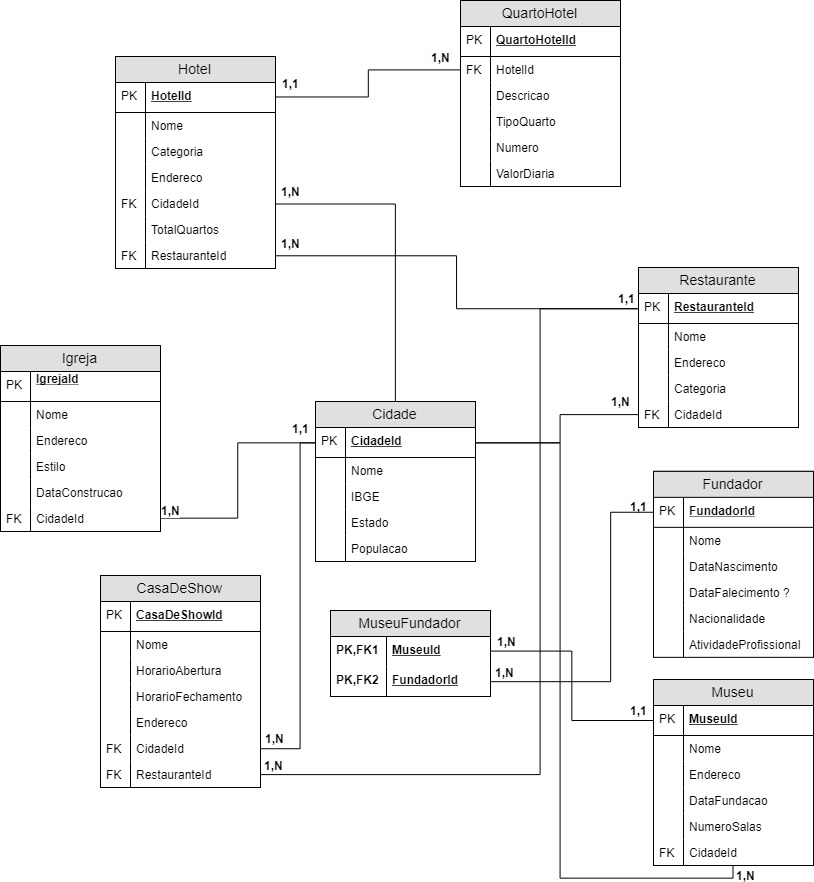 QuartoHotel
PK QuartoHotelId
FK HotelId
Descricao
TipoQuarto
Numero
ValorDiaria
1,N
Hotel
PK HotelId
Nome
Categoria
Endereco
FK CidadeId
TotalQuartos
FK RestauranteId
1,1
1,N
1,N
Restaurante
PK RestauranteId
Nome
Endereco
Categoria
FK CidadeId
1,1
1,N
Igreja
PK IgrejaId
Nome
Endereco
Estilo
DataConstrucao
FK CidadeId
1,N
Cidade
PK CidadeId
Nome
IBGE
Estado
Populacao
1,1
Fundador
PK FundadorId
Nome
DataNascimento
DataFalecimento ?
Nacionalidade
AtividadeProfissional
1,1
CasaDeShow
PK CasaDeShowId
Nome
HorarioAbertura
HorarioFechamento
Endereco
FK CidadeId
FK RestauranteId
1,N
1,N
MuseuFundador
PK,FK1 MuseuId
PK,FK2 FundadorId
1,N
1,N
Museu
PK MuseuId
Nome
Endereco
DataFundacao
NumeroSalas
FK CidadeId
1,1
1,N